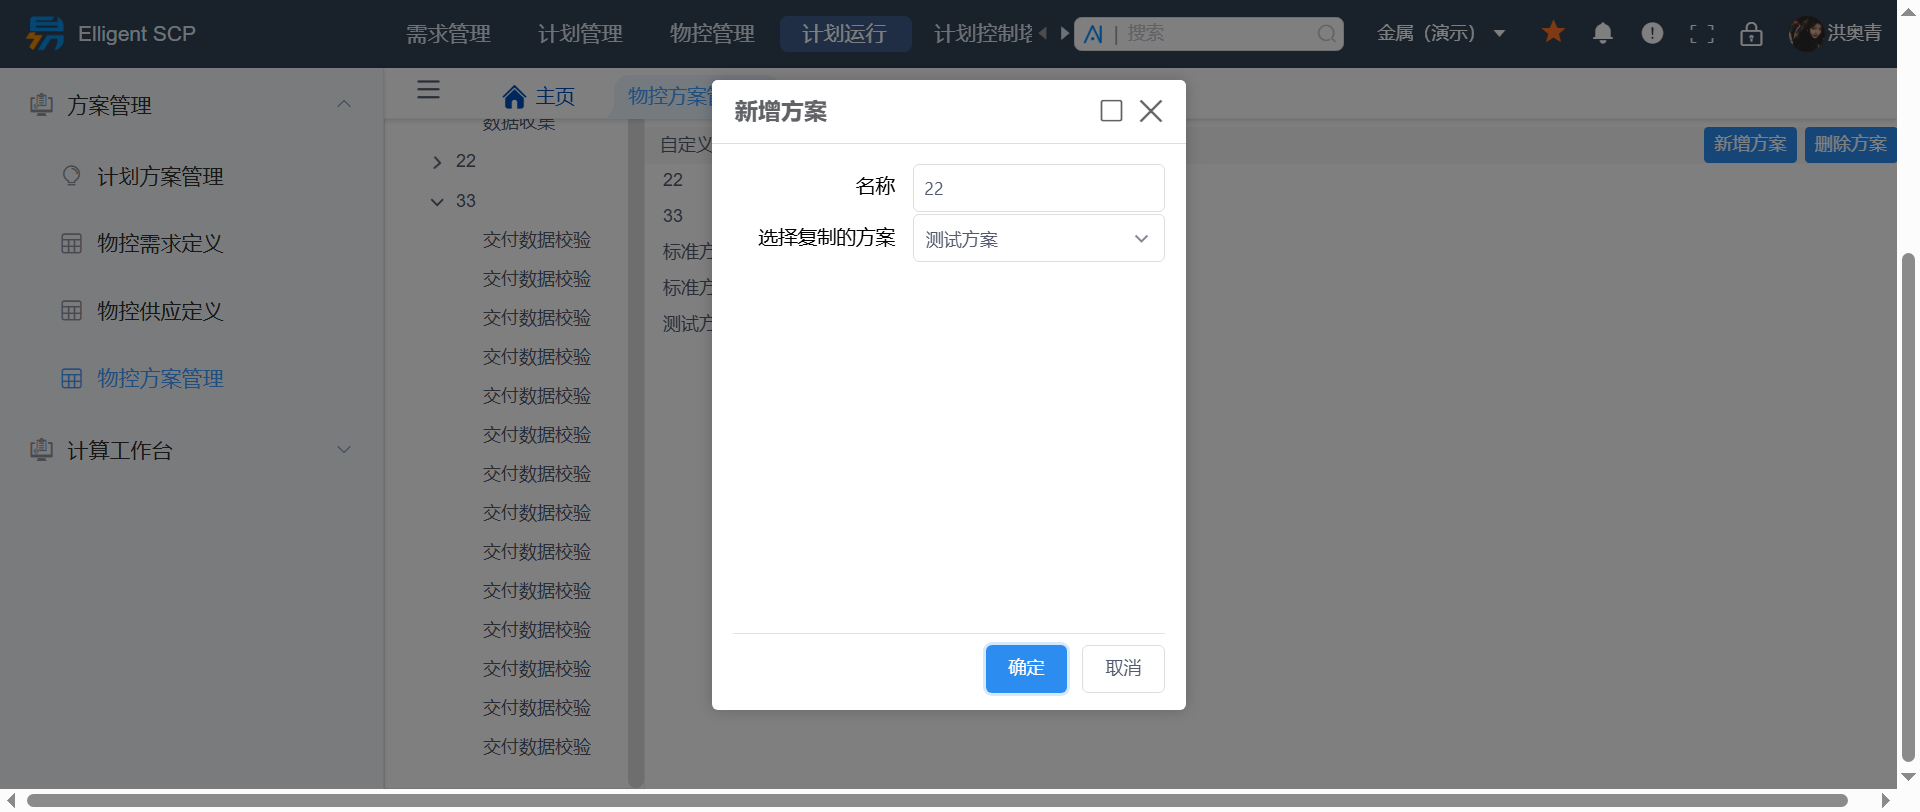 Elligent SCP
需求管理
计划管理
物控管理
计划运行
计划控制塔
搜索
金属（演示）
洪奥青
方案管理
计划方案管理
物控需求定义
物控供应定义
物控方案管理
计算工作台
主页
物控方案管
数据收集
22
33
交付数据校验
交付数据校验
交付数据校验
交付数据校验
交付数据校验
交付数据校验
交付数据校验
交付数据校验
交付数据校验
交付数据校验
交付数据校验
交付数据校验
交付数据校验
交付数据校验
自定义
新增方案
删除方案
22
33
标准方
标准方
测试方
新增方案
名称
22
选择复制的方案
测试方案
确定
取消